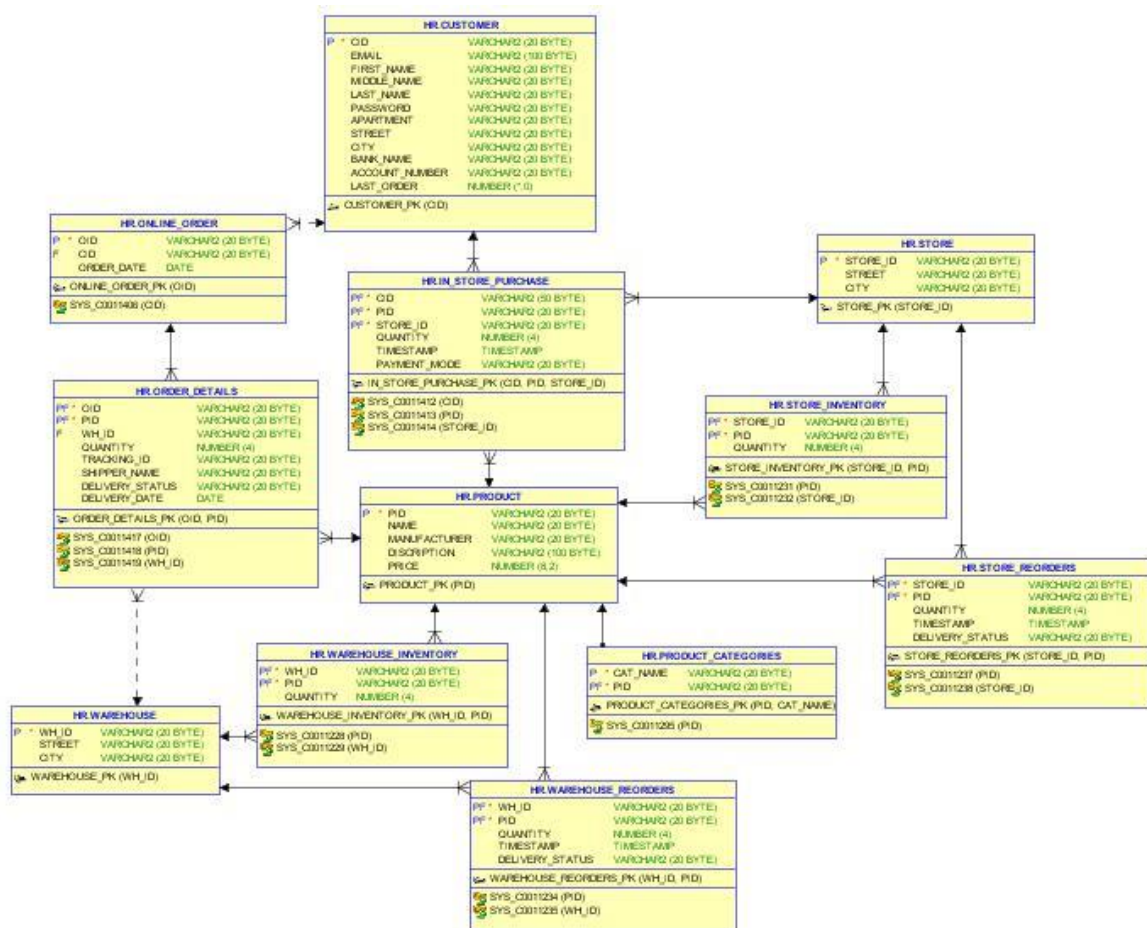 HR.CUSTOMER
P * CID VARCHAR2 (20 BYTE)
EMAIL VARCHAR2 (100 BYTE)
FIRST_NAME VARCHAR2 (20 BYTE)
MIDDLE_NAME VARCHAR2 (20 BYTE)
LAST_NAME VARCHAR2 (20 BYTE)
PASSWORD VARCHAR2 (20 BYTE)
APARTMENT VARCHAR2 (20 BYTE)
STREET VARCHAR2 (20 BYTE)
CITY VARCHAR2 (20 BYTE)
BANK_NAME VARCHAR2 (20 BYTE)
ACCOUNT_NUMBER VARCHAR2 (20 BYTE)
LAST_ORDER NUMBER (*,0)
CUSTOMER_PK (CID)
HR.ONLINE_ORDER
P * OID VARCHAR2 (20 BYTE)
F CID VARCHAR2 (20 BYTE)
ORDER_DATE DATE
ONLINE_ORDER_PK (OID)
SYS_C0011406 (CID)
HR.IN_STORE_PURCHASE
PF * CID VARCHAR2 (50 BYTE)
PF * PID VARCHAR2 (20 BYTE)
PF * STORE_ID VARCHAR2 (20 BYTE)
QUANTITY NUMBER (4)
TIMESTAMP TIMESTAMP
PAYMENT_MODE VARCHAR2 (20 BYTE)
IN_STORE_PURCHASE_PK (CID, PID, STORE_ID)
SYS_C0011412 (CID)
SYS_C0011413 (PID)
SYS_C0011414 (STORE_ID)
HR.STORE
P * STORE_ID VARCHAR2 (20 BYTE)
STREET VARCHAR2 (20 BYTE)
CITY VARCHAR2 (20 BYTE)
STORE_PK (STORE_ID)
HR.ORDER_DETAILS
PF * OID VARCHAR2 (20 BYTE)
PF * PID VARCHAR2 (20 BYTE)
F WH_ID VARCHAR2 (20 BYTE)
QUANTITY NUMBER (4)
TRACKING_ID VARCHAR2 (20 BYTE)
SHIPPER_NAME VARCHAR2 (20 BYTE)
DELIVERY_STATUS VARCHAR2 (20 BYTE)
DELIVERY_DATE DATE
ORDER_DETAILS_PK (OID, PID)
SYS_C0011417 (OID)
SYS_C0011418 (PID)
SYS_C0011419 (WH_ID)
HR.STORE_INVENTORY
PF * STORE_ID VARCHAR2 (20 BYTE)
PF * PID VARCHAR2 (20 BYTE)
QUANTITY NUMBER (4)
STORE_INVENTORY_PK (STORE_ID, PID)
SYS_C0011231 (PID)
SYS_C0011232 (STORE_ID)
HR.PRODUCT
P * PID VARCHAR2 (20 BYTE)
NAME VARCHAR2 (20 BYTE)
MANUFACTURER VARCHAR2 (20 BYTE)
DISCRIPTION VARCHAR2 (100 BYTE)
PRICE NUMBER (8,2)
PRODUCT_PK (PID)
HR.STORE_REORDERS
PF * STORE_ID VARCHAR2 (20 BYTE)
PF * PID VARCHAR2 (20 BYTE)
QUANTITY NUMBER (4)
TIMESTAMP TIMESTAMP
DELIVERY_STATUS VARCHAR2 (20 BYTE)
STORE_REORDERS_PK (STORE_ID, PID)
SYS_C0011237 (PID)
SYS_C0011238 (STORE_ID)
HR.WAREHOUSE_INVENTORY
PF * WH_ID VARCHAR2 (20 BYTE)
PF * PID VARCHAR2 (20 BYTE)
QUANTITY NUMBER (4)
WAREHOUSE_INVENTORY_PK (WH_ID, PID)
SYS_C0011228 (PID)
SYS_C0011229 (WH_ID)
HR.PRODUCT_CATEGORIES
P * CAT_NAME VARCHAR2 (20 BYTE)
PF * PID VARCHAR2 (20 BYTE)
PRODUCT_CATEGORIES_PK (PID, CAT_NAME)
SYS_C0011295 (PID)
HR.WAREHOUSE
P * WH_ID VARCHAR2 (20 BYTE)
STREET VARCHAR2 (20 BYTE)
CITY VARCHAR2 (20 BYTE)
WAREHOUSE_PK (WH_ID)
HR.WAREHOUSE_REORDERS
PF * WH_ID VARCHAR2 (20 BYTE)
PF * PID VARCHAR2 (20 BYTE)
QUANTITY NUMBER (4)
TIMESTAMP TIMESTAMP
DELIVERY_STATUS VARCHAR2 (20 BYTE)
WAREHOUSE_REORDERS_PK (WH_ID, PID)
SYS_C0011234 (PID)
SYS_C0011235 (WH_ID)